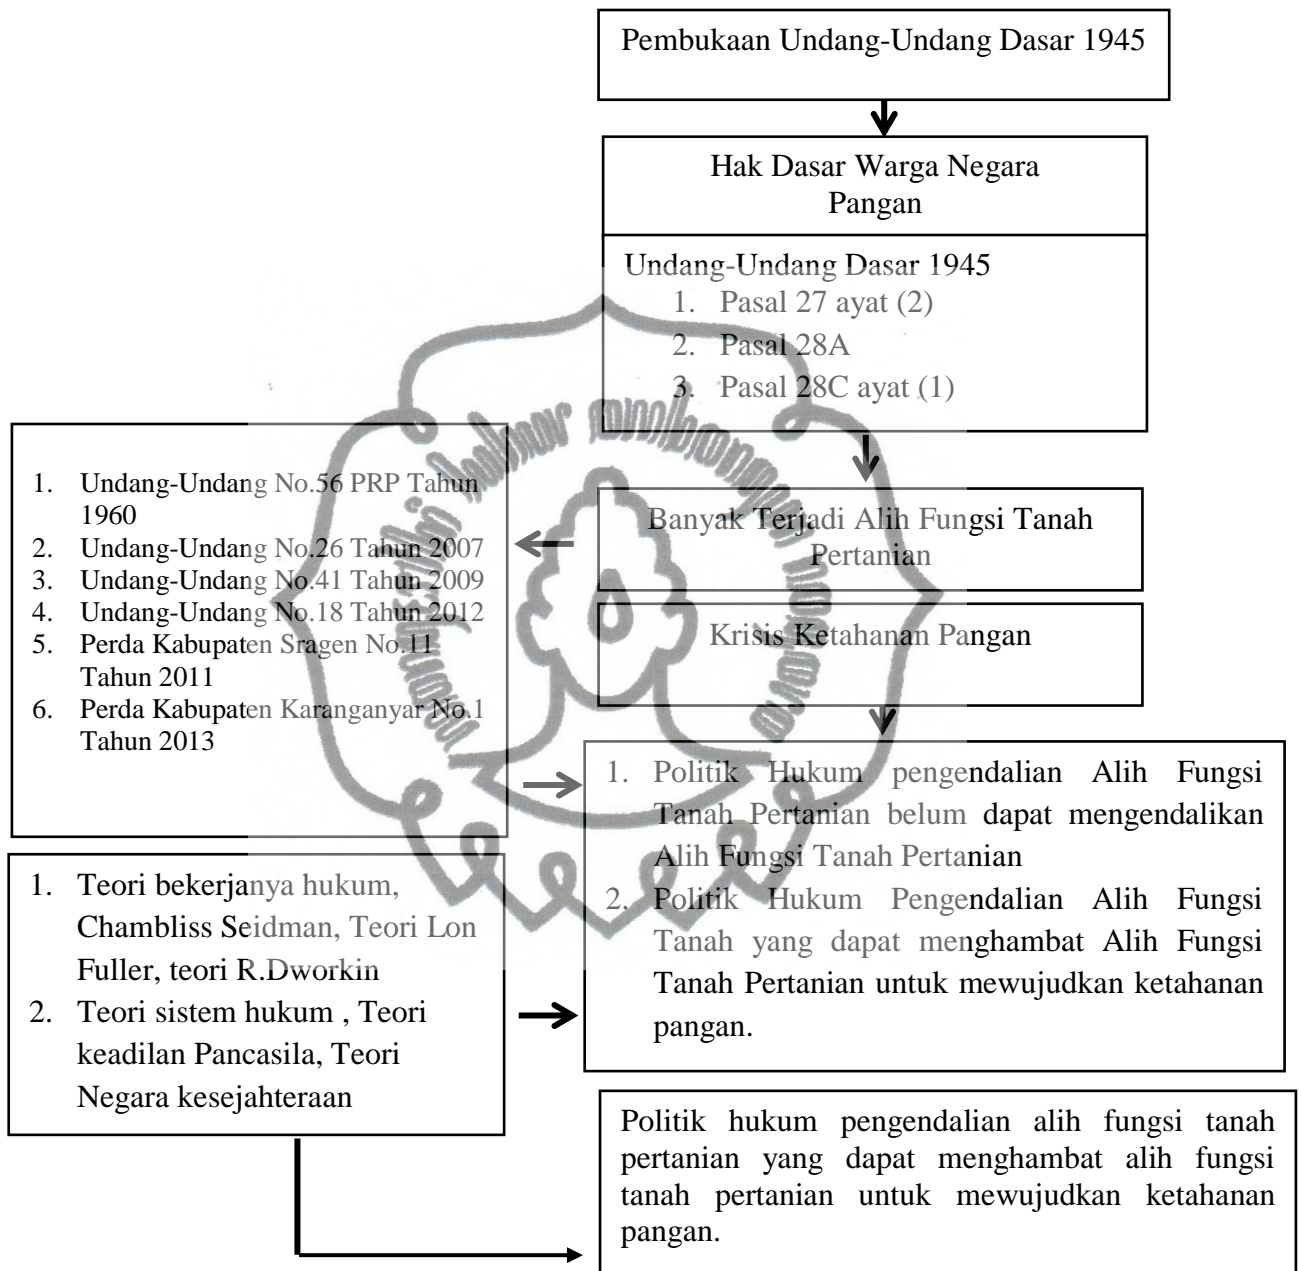 Pembukaan Undang-Undang Dasar 1945
Hak Dasar Warga Negara
Pangan
Undang-Undang Dasar 1945
1. Pasal 27 ayat (2)
2. Pasal 28A
3. Pasal 28C ayat (1)
Banyak Terjadi Alih Fungsi Tanah
Pertanian
Krisis Ketahanan Pangan
1. Undang-Undang No.56 PRP Tahun
1960
2. Undang-Undang No.26 Tahun 2007
3. Undang-Undang No.41 Tahun 2009
4. Undang-Undang No.18 Tahun 2012
5. Perda Kabupaten Sragen No.11
Tahun 2011
6. Perda Kabupaten Karanganyar No.1
Tahun 2013
1. Politik Hukum pengendalian Alih Fungsi
Tanah Pertanian belum dapat mengendalikan
Alih Fungsi Tanah Pertanian
2. Politik Hukum Pengendalian Alih Fungsi
Tanah yang dapat menghambat Alih Fungsi
Tanah Pertanian untuk mewujudkan ketahanan
pangan.
1. Teori bekerjanya hukum,
Chambliss Seidman, Teori Lon
Fuller, teori R.Dworkin
2. Teori sistem hukum , Teori
keadilan Pancasila, Teori
Negara kesejahteraan
Politik hukum pengendalian alih fungsi tanah
pertanian yang dapat menghambat alih fungsi
tanah pertanian untuk mewujudkan ketahanan
pangan.